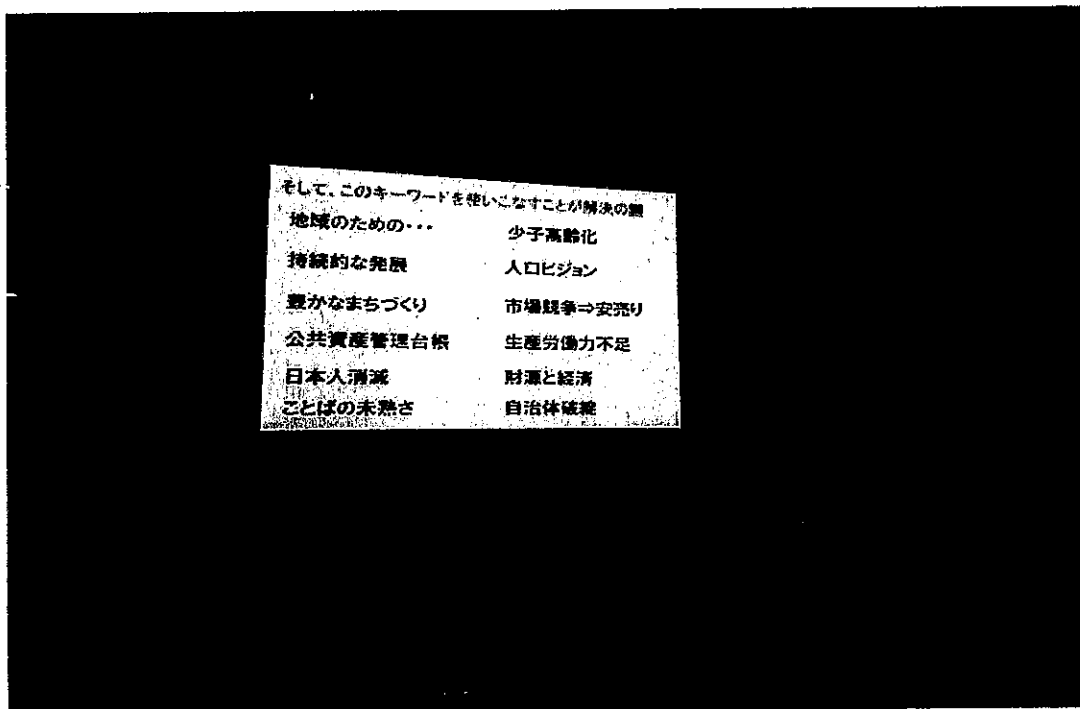 そして、このキーワードを使いこなすことが解決の鍵
地域のための・・・
少子高齢化
持続的な発展
人口ビジョン
豊かなまちづくり
市場競争⇒安売り
公共資産管理台帳
生産労働力不足
日本人消滅
財源と経済
ことばの未熟さ
自治体破綻